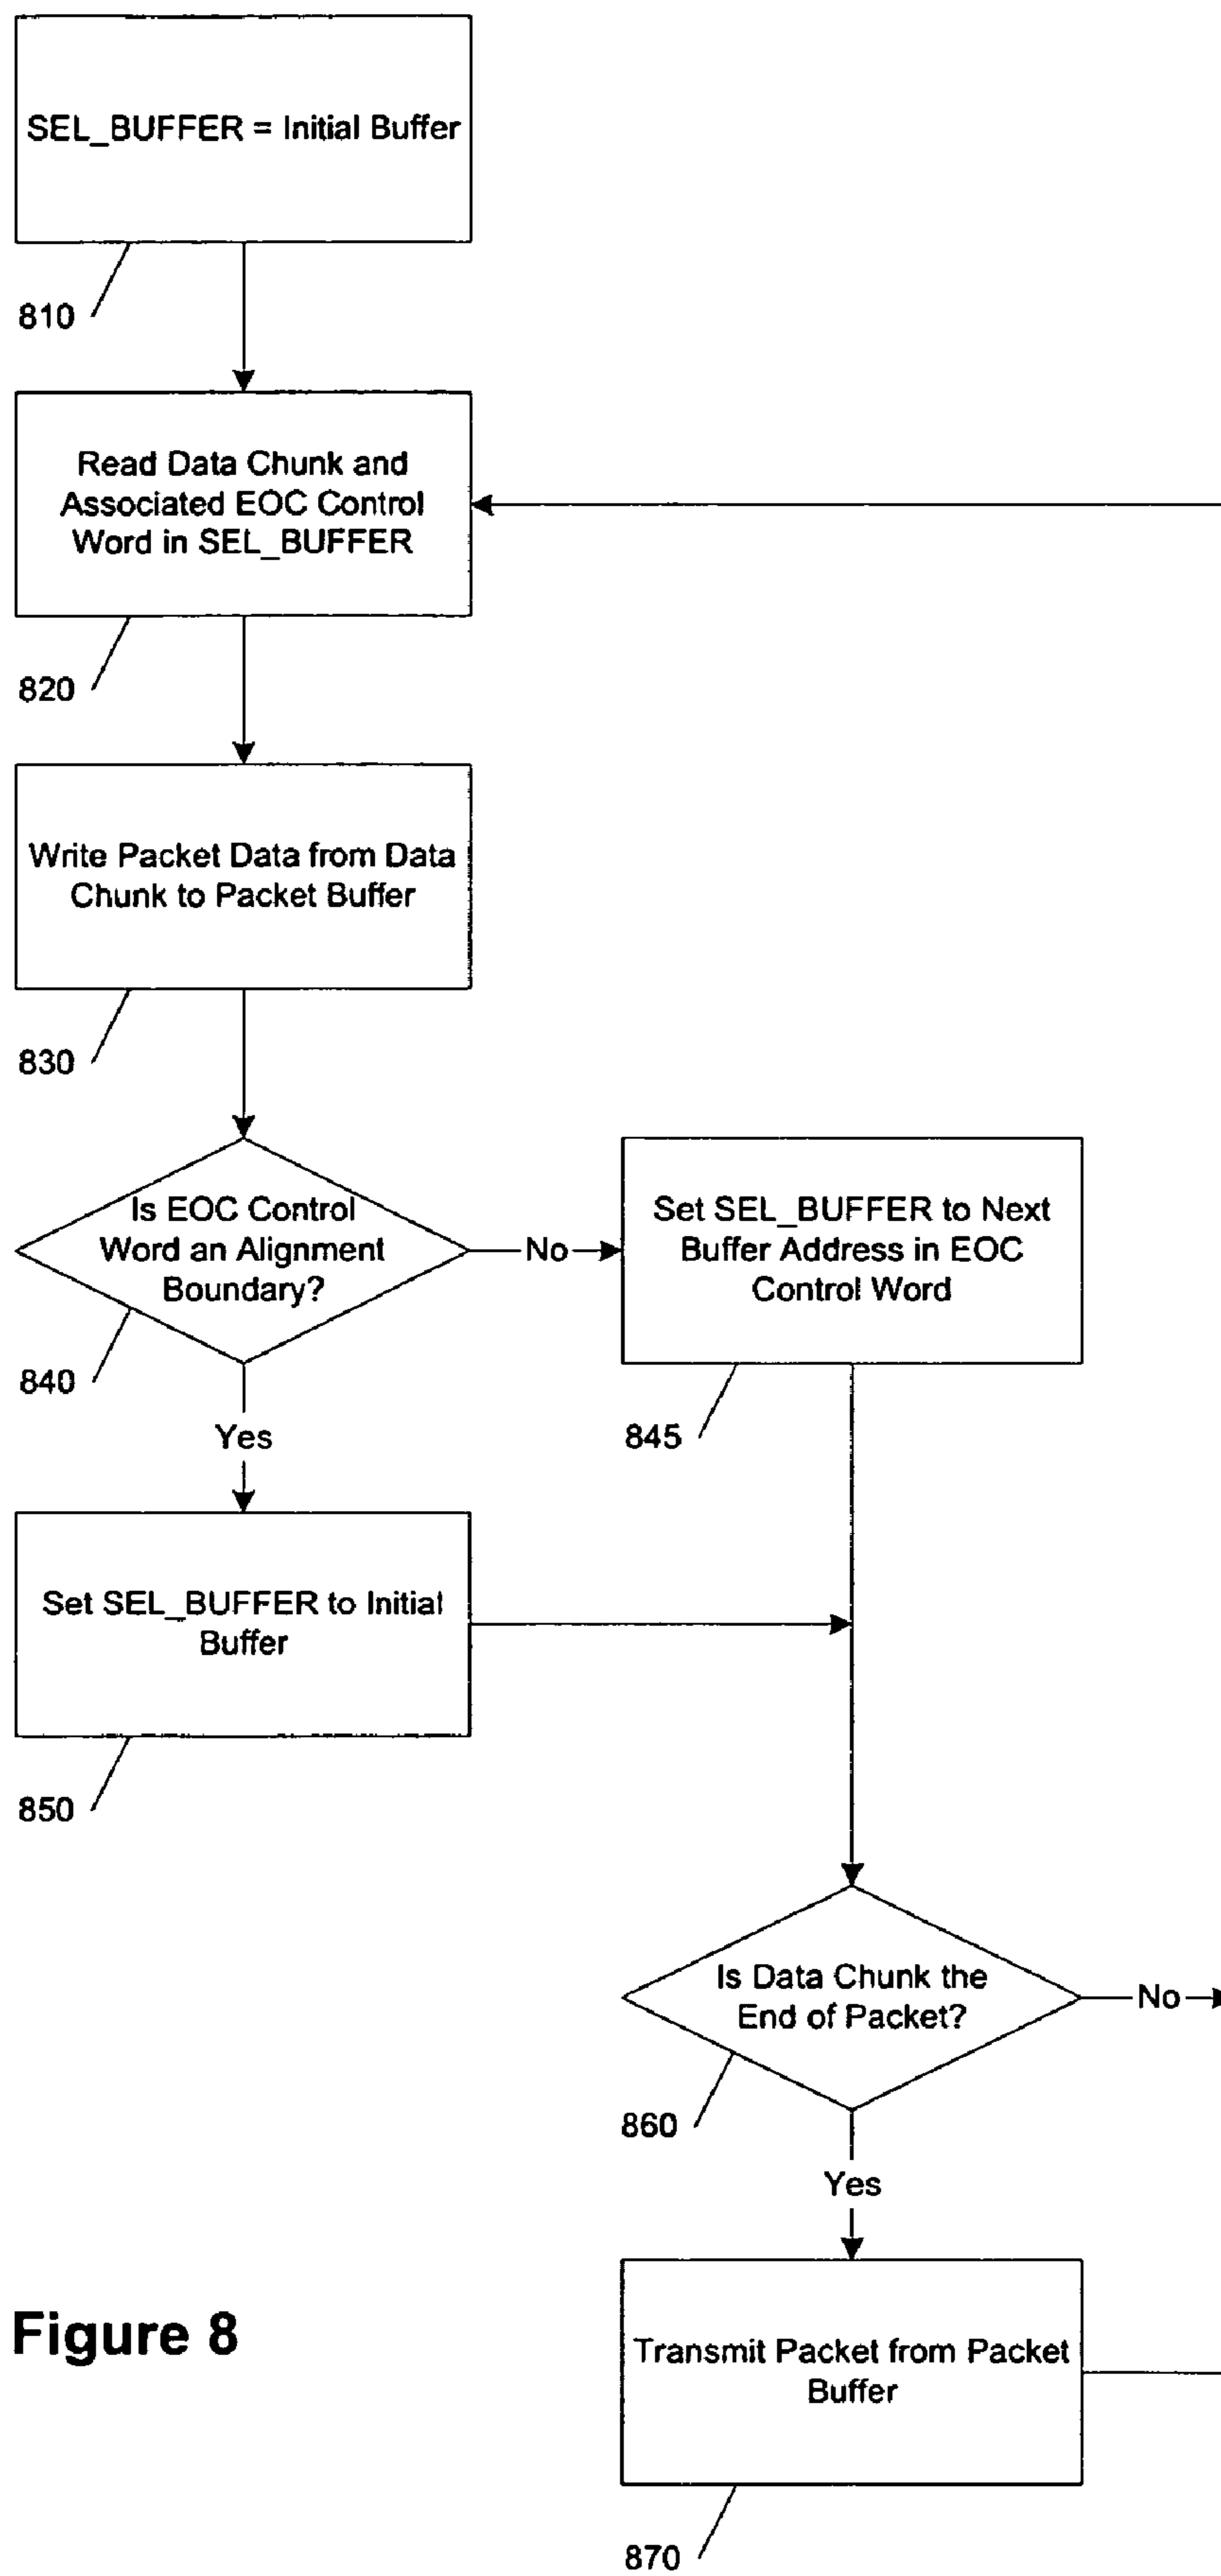 SEL_BUFFER = Initial Buffer
810
Read Data Chunk and
Associated EOC Control
Word in SEL_BUFFER
820
Write Packet Data from Data
Chunk to Packet Buffer
830
Is EOC Control
Word an Alignment
Boundary?
No
Set SEL_BUFFER to Next
Buffer Address in EOC
Control Word
840
845
Yes
Set SEL_BUFFER to Initial
Buffer
850
Is Data Chunk the
End of Packet?
No
860
Yes
Transmit Packet from Packet
Buffer
870
Figure 8